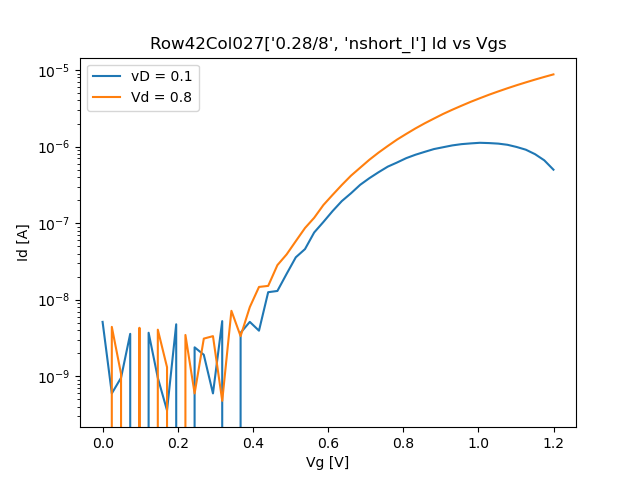 Row42Col027['0.28/8', 'nshort_l'] Id vs Vgs
vD = 0.1
Vd = 0.8
Id [A]
10⁻⁵
10⁻⁶
10⁻⁷
10⁻⁸
10⁻⁹
0.0 0.2 0.4 0.6 0.8 1.0 1.2
Vg [V]